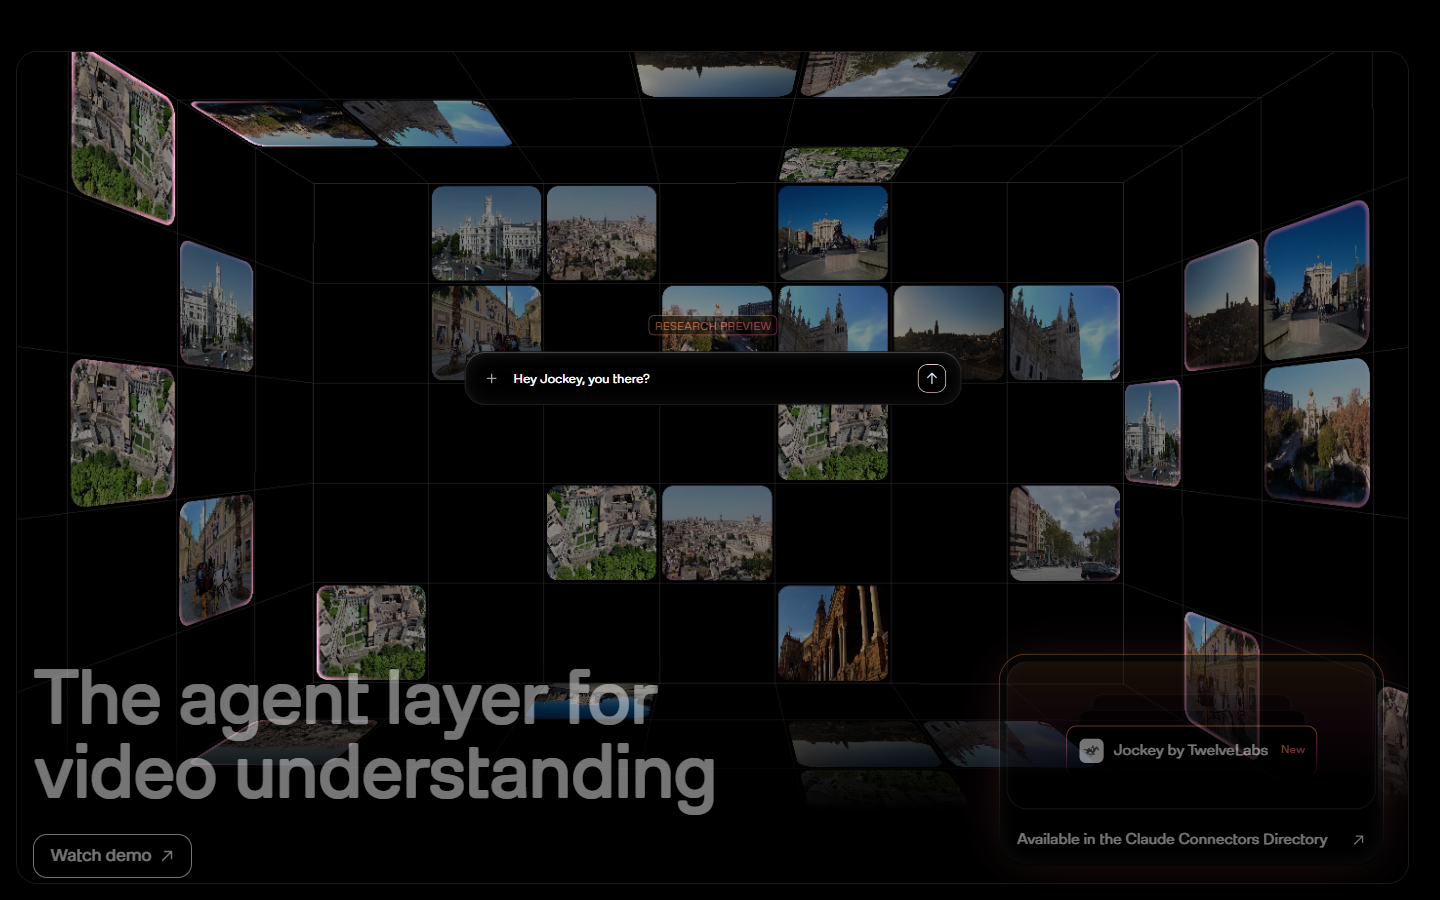 RESEARCH PREVIEW
Hey Jockey, you there?
The agent layer for
video understanding
Watch demo
Jockey by TwelveLabs New
Available in the Claude Connectors Directory